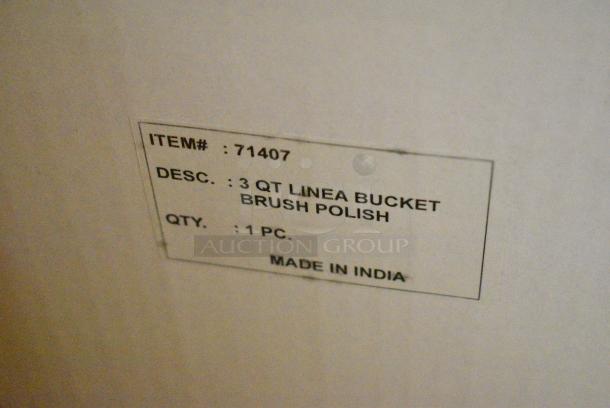 ITEM# : 71407
DESC. : 3 QT LINEA BUCKET
BRUSH POLISH
QTY. : 1 PC.
AUCTION GROUP
MADE IN INDIA